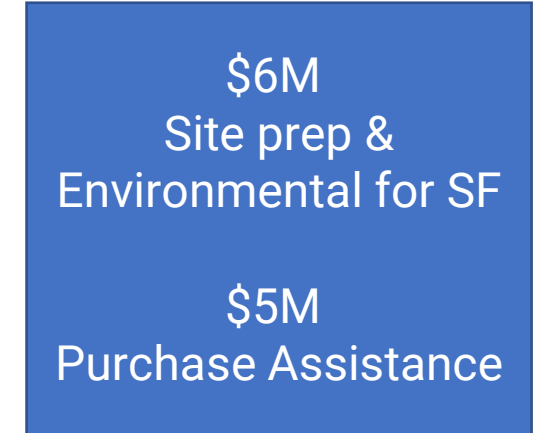 $6M
Site prep &
Environmental for SF
$5M
Purchase Assistance